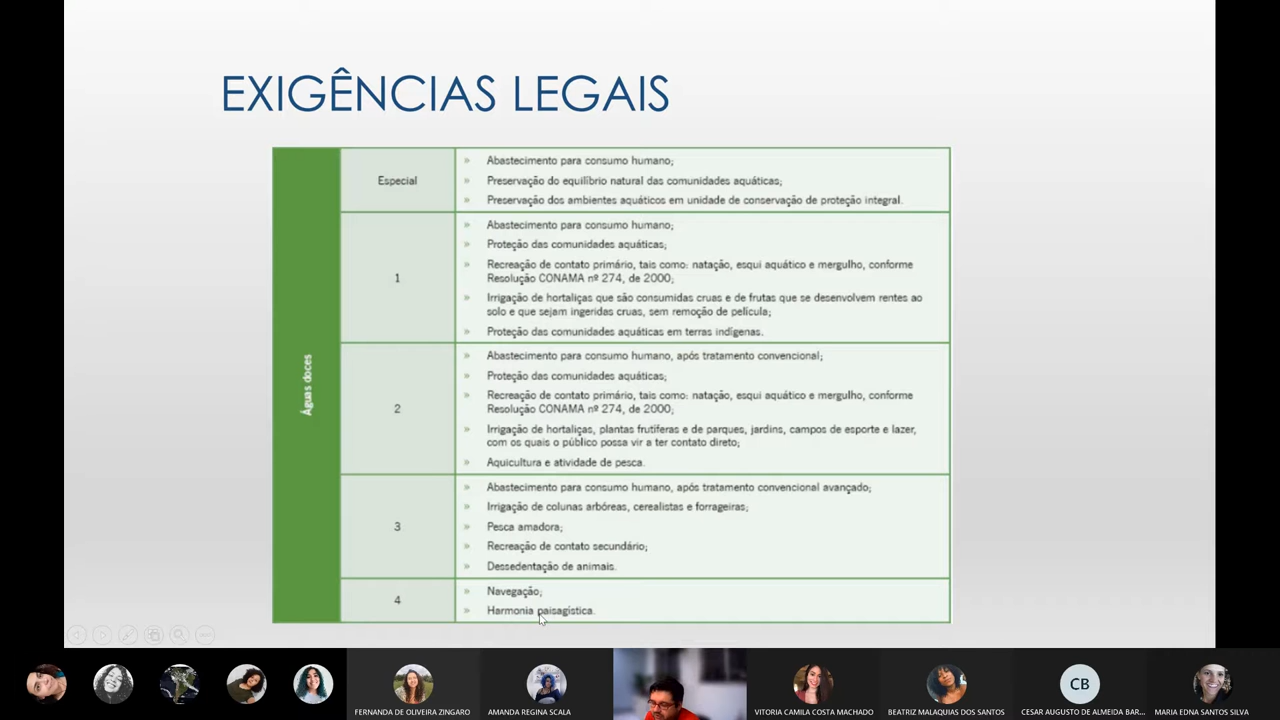 EXIGÊNCIAS LEGAIS
Águas doces
Especial
» Abastecimento para consumo humano;
» Preservação do equilíbrio natural das comunidades aquáticas;
» Preservação dos ambientes aquáticos em unidade de conservação de proteção integral.
1
» Abastecimento para consumo humano;
» Proteção das comunidades aquáticas;
» Recreação de contato primário, tais como: natação, esqui aquático e mergulho, conforme
Resolução CONAMA nº 274, de 2000;
» Irrigação de hortaliças que são consumidas cruas e de frutas que se desenvolvem rentes ao
solo e que sejam ingeridas cruas, sem remoção de película;
» Proteção das comunidades aquáticas em terras indígenas.
2
» Abastecimento para consumo humano, após tratamento convencional;
» Proteção das comunidades aquáticas;
» Recreação de contato primário, tais como: natação, esqui aquático e mergulho, conforme
Resolução CONAMA nº 274, de 2000;
» Irrigação de hortaliças, plantas frutíferas e de parques, jardins, campos de esporte e lazer,
com os quais o público possa vir a ter contato direto;
» Aquicultura e atividade de pesca.
3
» Abastecimento para consumo humano, após tratamento convencional avançado;
» Irrigação de colunas arbóreas, cerealistas e forrageiras;
» Pesca amadora;
» Recreação de contato secundário;
» Dessedentação de animais.
4
» Navegação;
» Harmonia paisagística.
CB
FERNANDA DE OLIVEIRA ZINGARO
AMANDA REGINA SCALA
VITORIA CAMILA COSTA MACHADO
BEATRIZ MALAQUIAS DOS SANTOS
CESAR AUGUSTO DE ALMEIDA BAR...
MARIA EDNA SANTOS SILVA